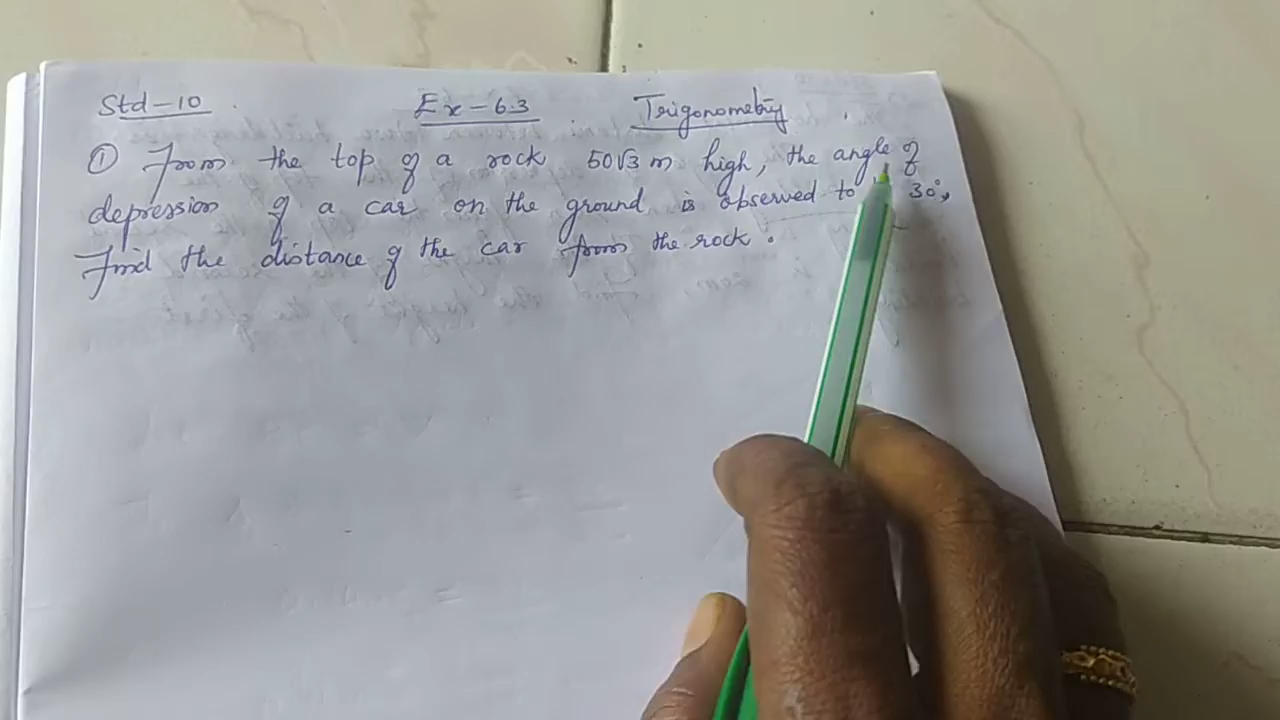 Std-10 Ex-6.3 Trigonometry
① From the top of a rock 50√3 m high, the angle of
depression of a car on the ground is observed to 30°,
Find the distance of the car from the rock.